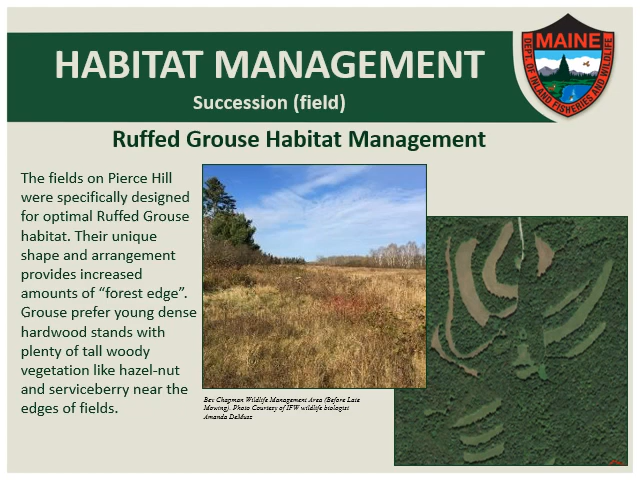 HABITAT MANAGEMENT
Succession (field)
MAINE
DEPT. OF INLAND FISHERIES AND WILDLIFE
Ruffed Grouse Habitat Management
The fields on Pierce Hill
were specifically designed
for optimal Ruffed Grouse
habitat. Their unique
shape and arrangement
provides increased
amounts of “forest edge”.
Grouse prefer young dense
hardwood stands with
plenty of tall woody
vegetation like hazel-nut
and serviceberry near the
edges of fields.
Chapman Wildlife Management Area (Before Late
Mowing). Photo Courtesy of IFW wildlife biologist
Amanda